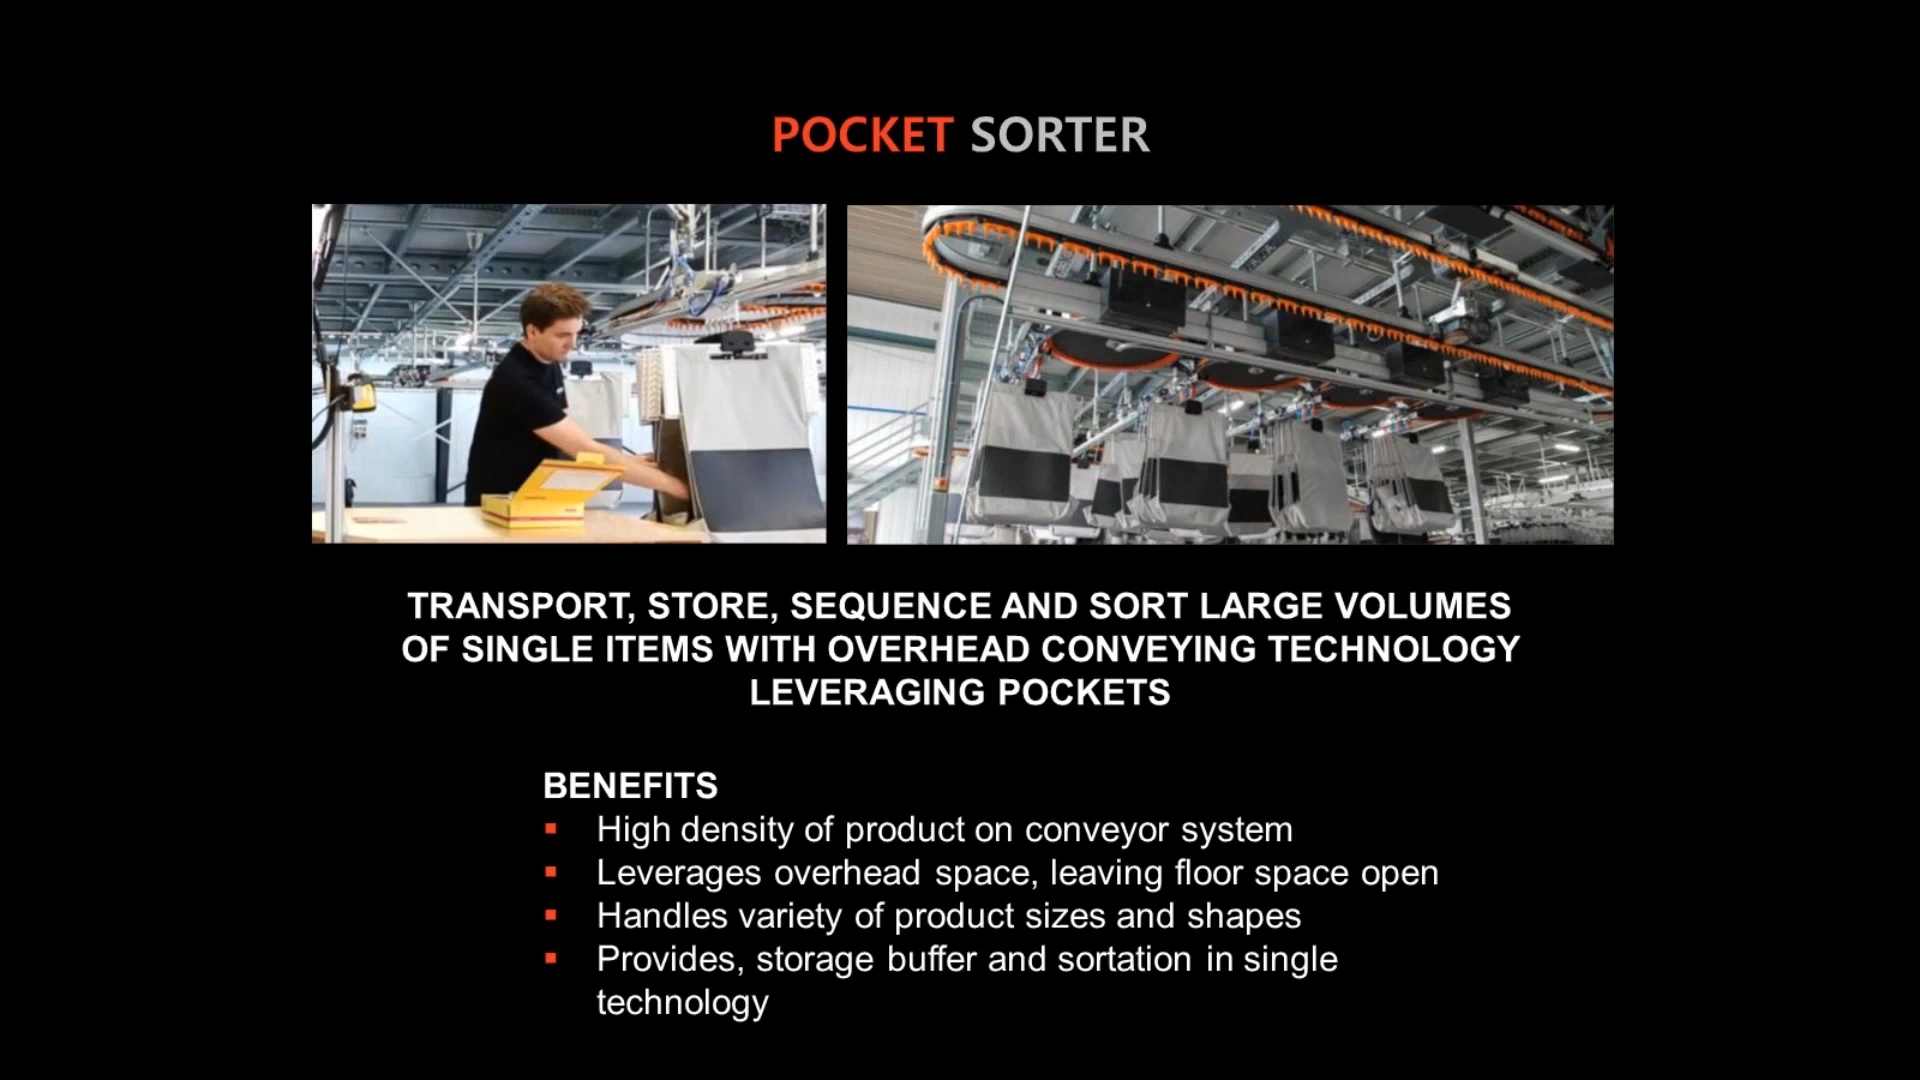 POCKET SORTER
TRANSPORT, STORE, SEQUENCE AND SORT LARGE VOLUMES
OF SINGLE ITEMS WITH OVERHEAD CONVEYING TECHNOLOGY
LEVERAGING POCKETS
BENEFITS
▪ High density of product on conveyor system
▪ Leverages overhead space, leaving floor space open
▪ Handles variety of product sizes and shapes
▪ Provides, storage buffer and sortation in single
technology